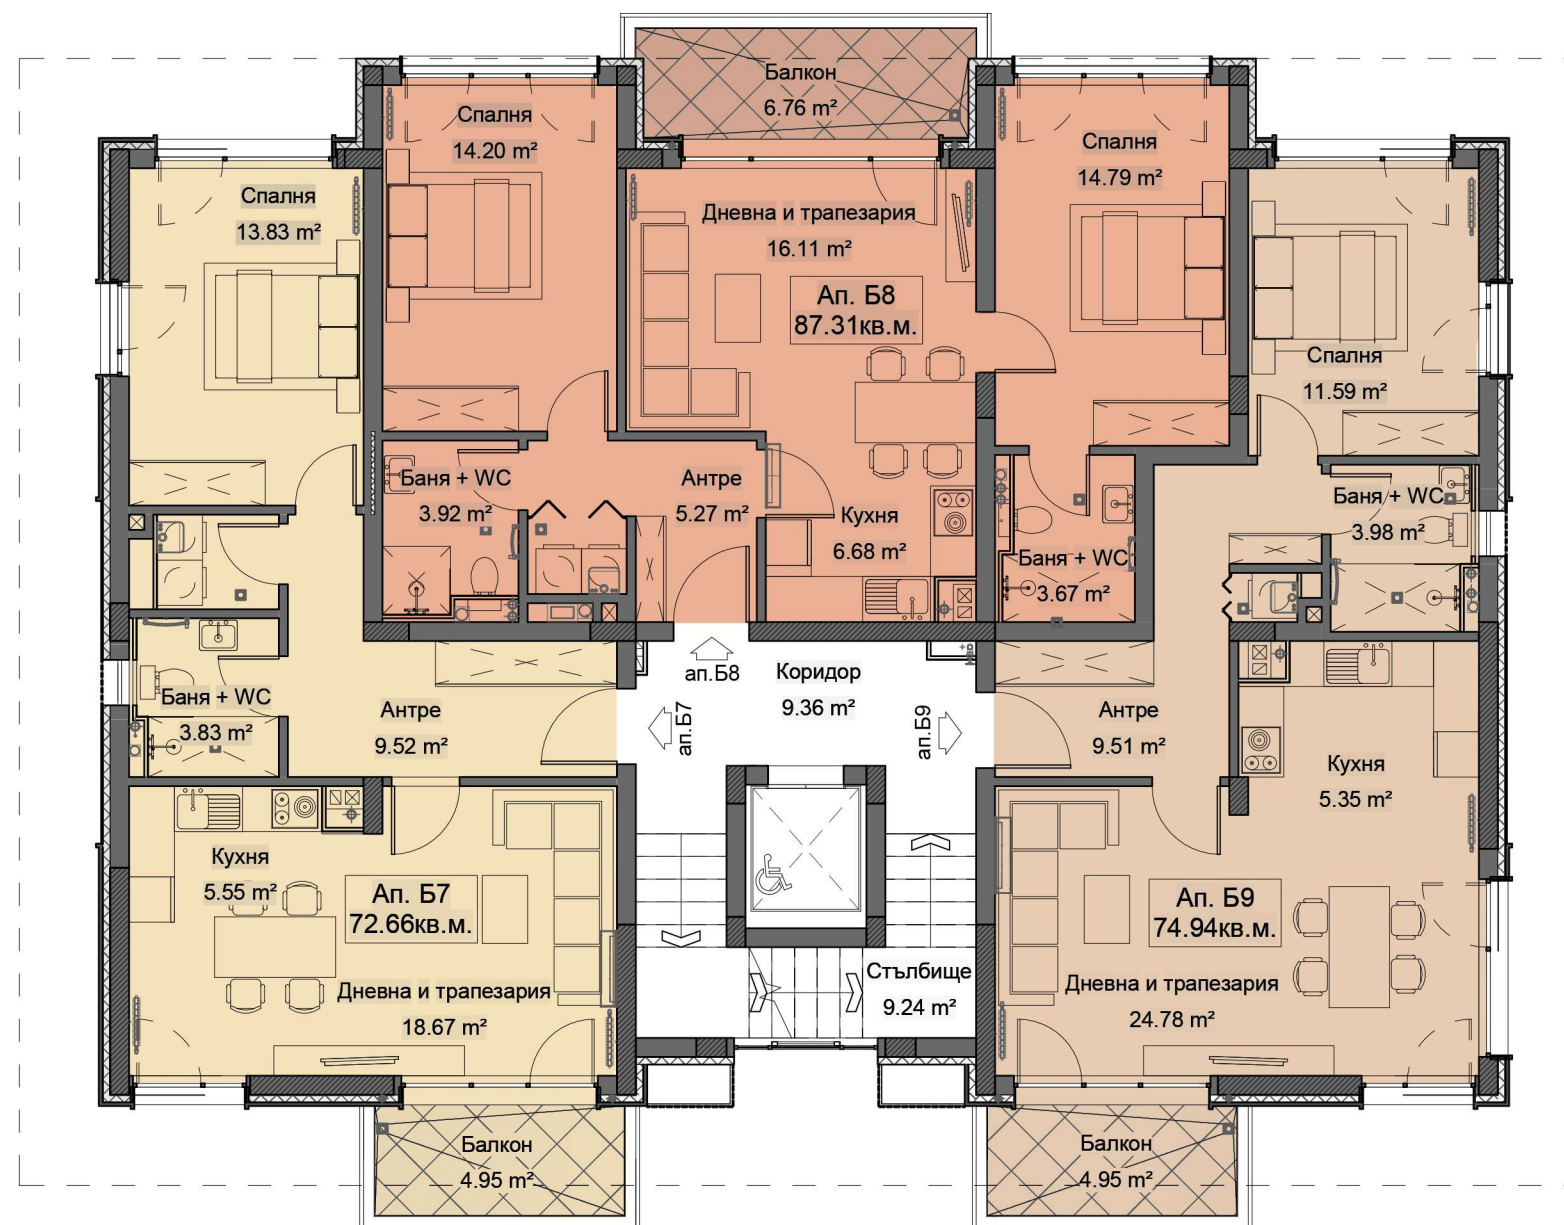 Балкон
6.76 m²
Спалня
14.20 m²
Спалня
14.79 m²
Спалня
13.83 m²
Дневна и трапезария
16.11 m²
Ап. Б8
87.31кв.м.
Спалня
11.59 m²
Баня + WC
3.92 m²
Антре
5.27 m²
Кухня
6.68 m²
Баня + WC
3.67 m²
Баня + WC
3.98 m²
ап.Б8
Коридор
9.36 m²
ап.Б7
ап.Б9
Баня + WC
3.83 m²
Антре
9.52 m²
Антре
9.51 m²
Кухня
5.35 m²
Кухня
5.55 m²
Ап. Б7
72.66кв.м.
Ап. Б9
74.94кв.м.
Дневна и трапезария
18.67 m²
Стълбище
9.24 m²
Дневна и трапезария
24.78 m²
Балкон
4.95 m²
Балкон
4.95 m²